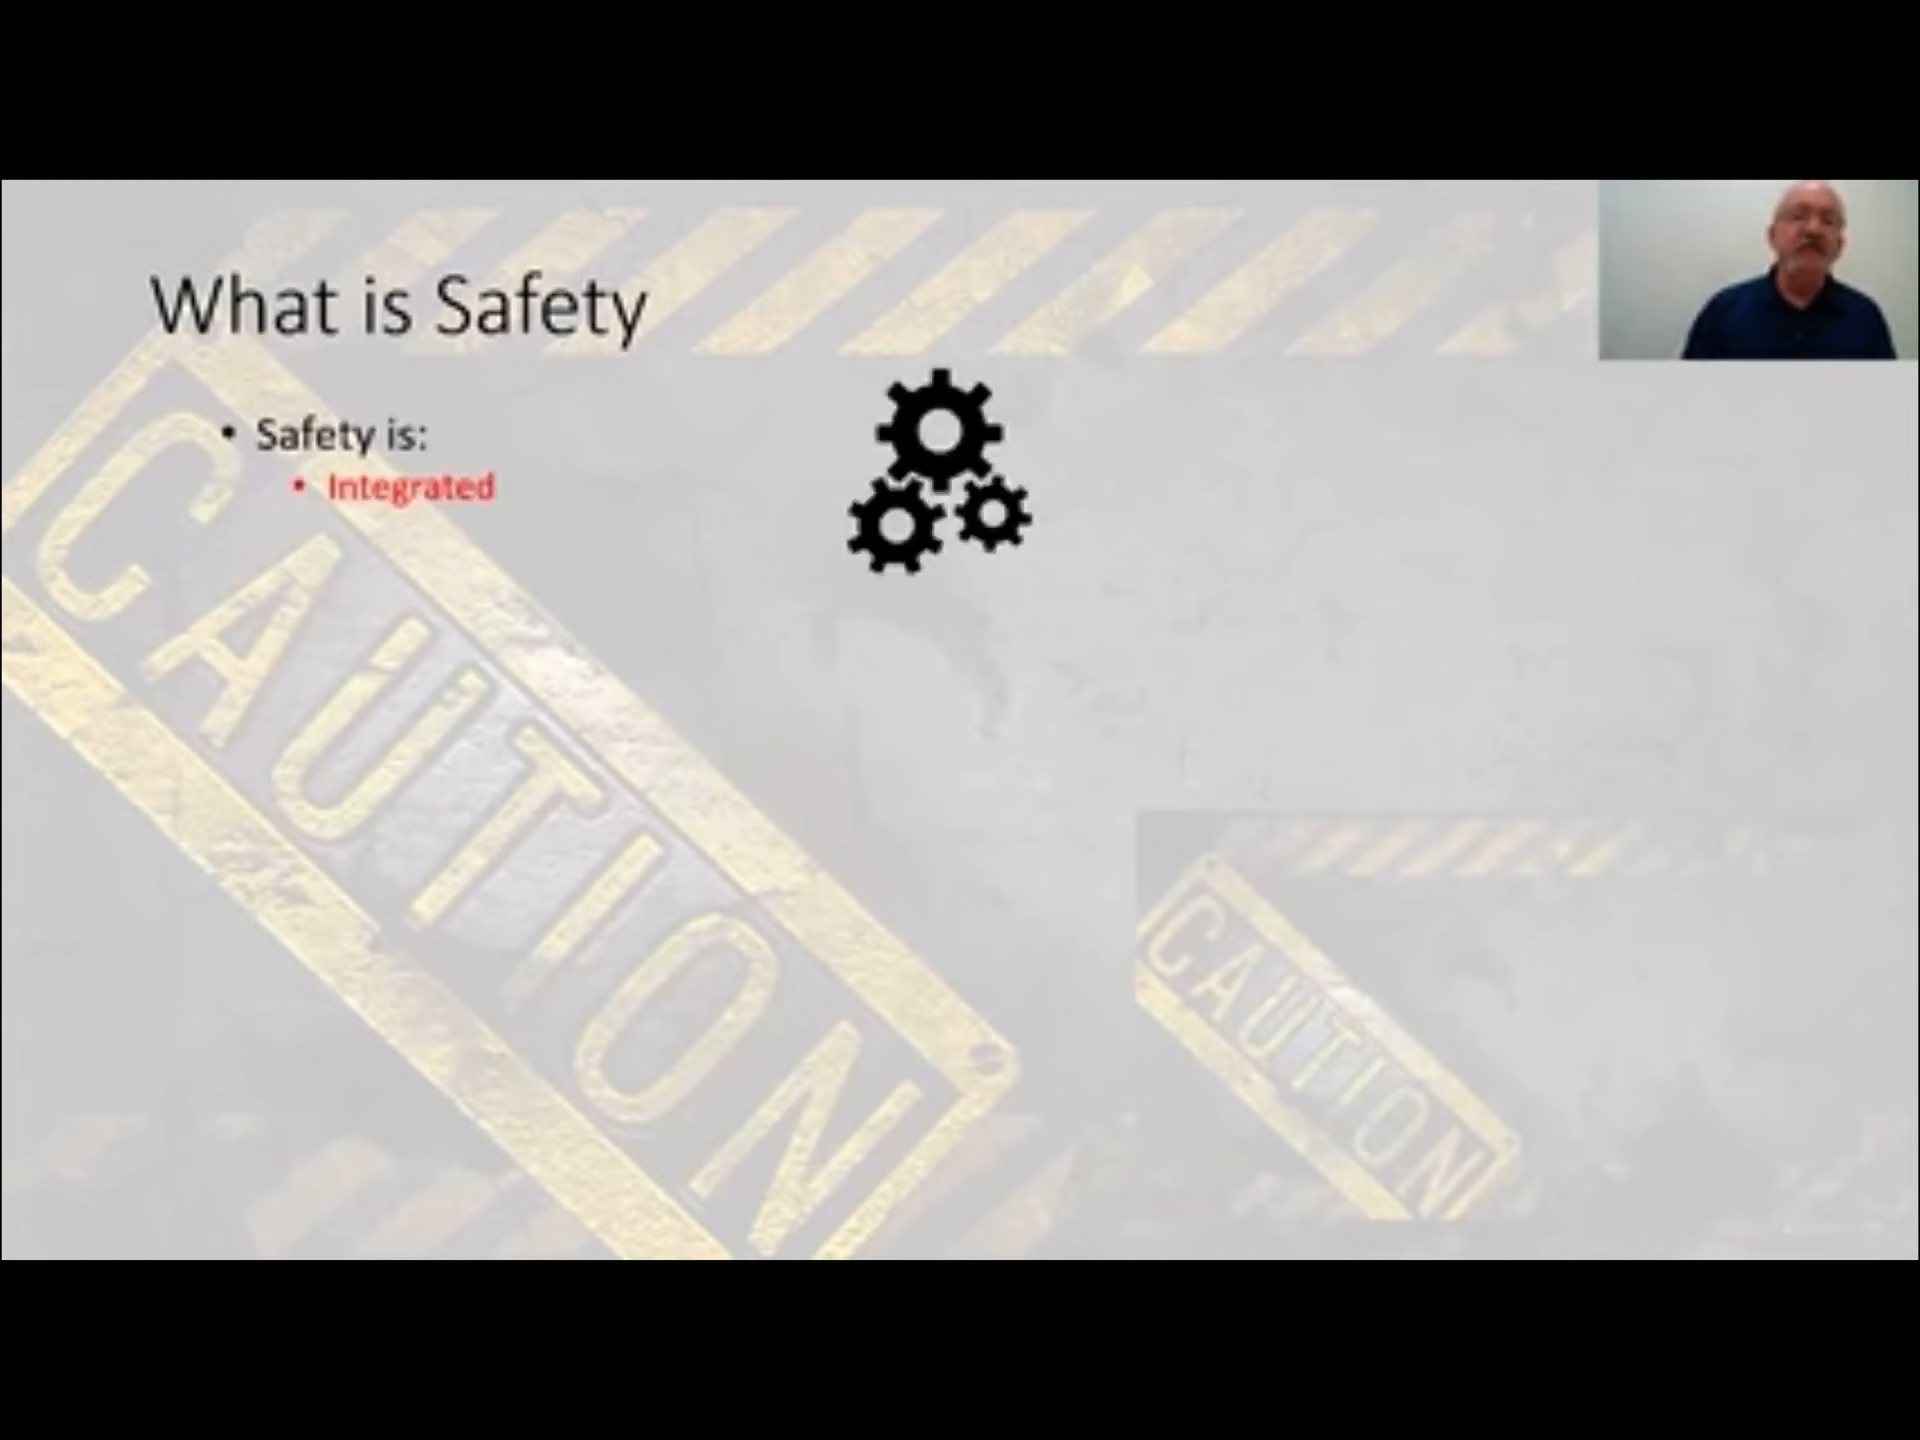 What is Safety
• Safety is:
• Integrated
CAUTION
CAUTION